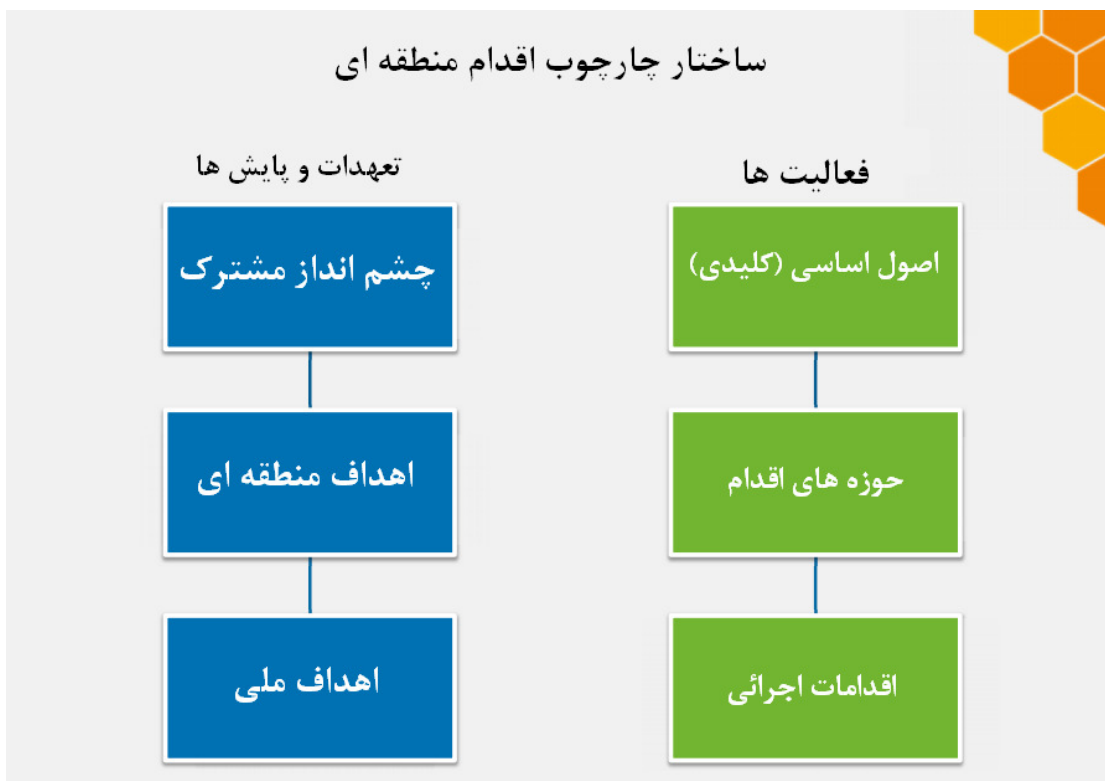 ساختار چارچوب اقدام منطقه ای
فعالیت ها
اصول اساسی (کلیدی)
حوزه های اقدام
اقدامات اجرائی
تعهدات و پایش ها
چشم انداز مشترک
اهداف منطقه ای
اهداف ملی